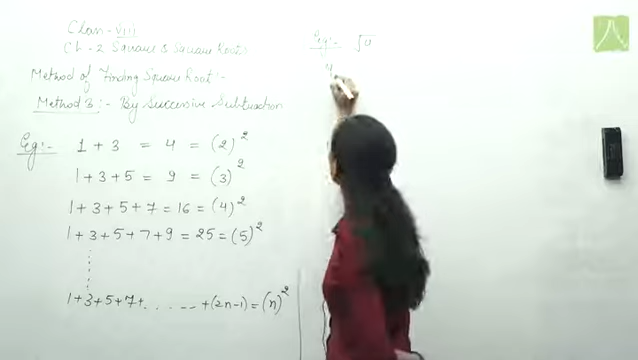 Class - VIII
Ch - 2 Square & Square Roots
Method of Finding Square Root :-
Method 3 :- By Successive Subtraction
Eg:- 1 + 3 = 4 = (2)²
1 + 3 + 5 = 9 = (3)²
1 + 3 + 5 + 7 = 16 = (4)²
1 + 3 + 5 + 7 + 9 = 25 = (5)²
1 + 3 + 5 + 7 + . . . . . . + (2n-1) = (n)²
Eg:-